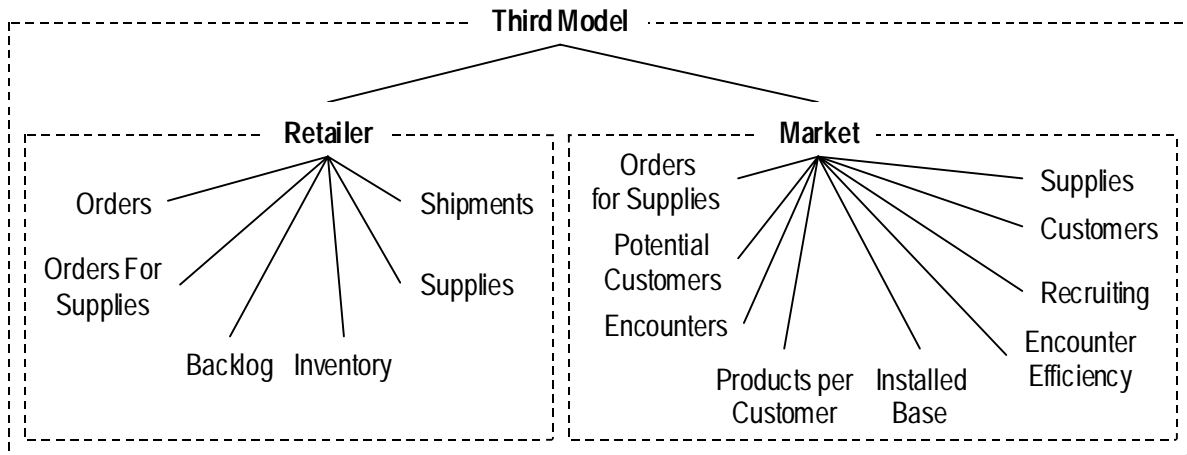 Third Model
Retailer
Orders
Orders For
Supplies
Backlog
Inventory
Supplies
Shipments
Market
Orders
for Supplies
Potential
Customers
Encounters
Products per
Customer
Installed
Base
Encounter
Efficiency
Recruiting
Customers
Supplies